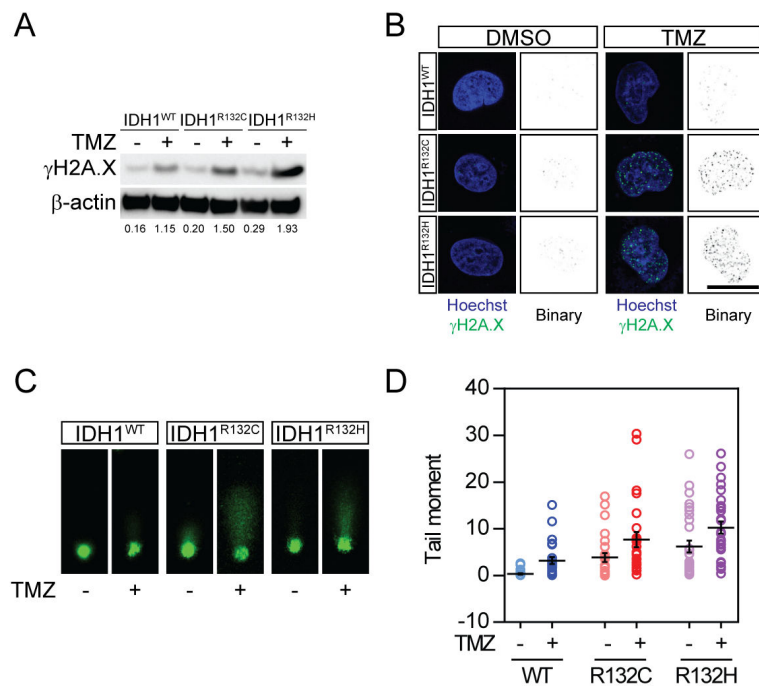 A
IDH1WT IDH1R132C IDH1R132H
TMZ - + - + - +
γH2A.X
β-actin
0.16 1.15 0.20 1.50 0.29 1.93
B
DMSO TMZ
IDH1WT
IDH1R132C
IDH1R132H
Hoechst Hoechst
γH2A.X Binary γH2A.X Binary
C
IDH1WT IDH1R132C IDH1R132H
TMZ - + - + - +
D
Tail moment
40
30
20
10
0
-10
TMZ - + - + - +
WT R132C R132H